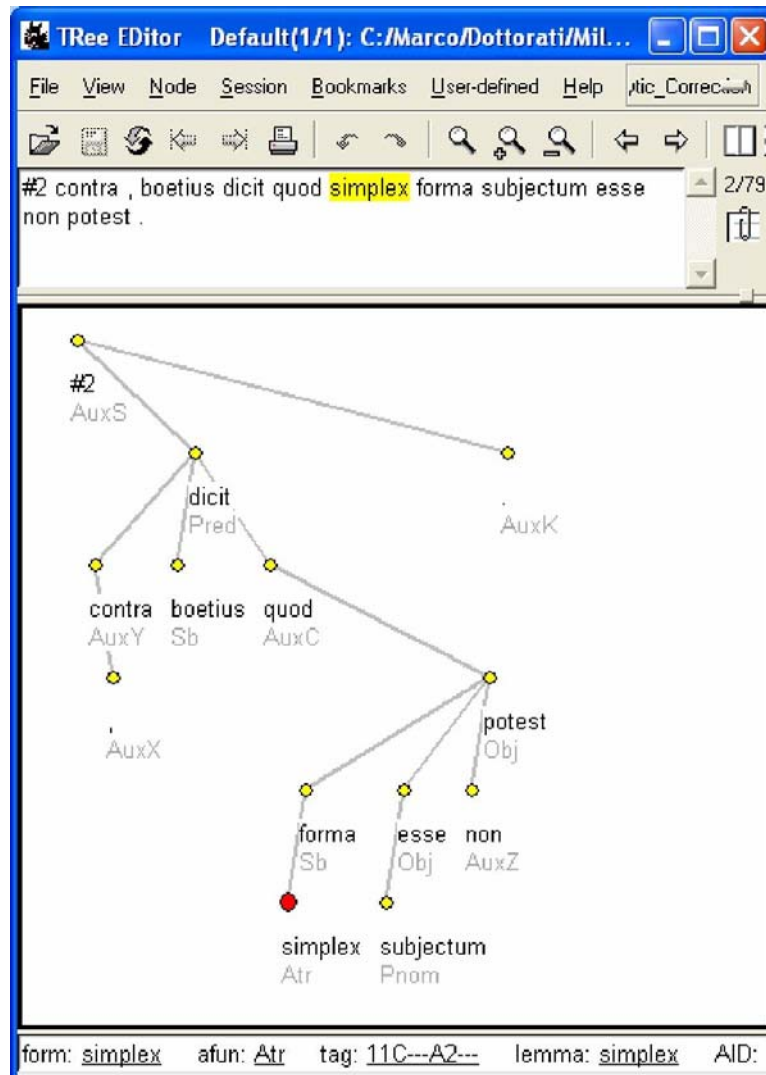 TRee EDitor Default(1/1): C:/Marco/Dottorati/Mil...
File View Node Session Bookmarks User-defined Help
#2 contra , boetius dicit quod simplex forma subjectum esse
non potest .
2/79
#2
AuxS
dicit
Pred
.
AuxK
contra boetius quod
AuxY Sb AuxC
,
AuxX
potest
Obj
forma esse non
Sb Obj AuxZ
simplex subjectum
Atr Pnom
form: simplex afun: Atr tag: 11C---A2--- lemma: simplex AID: